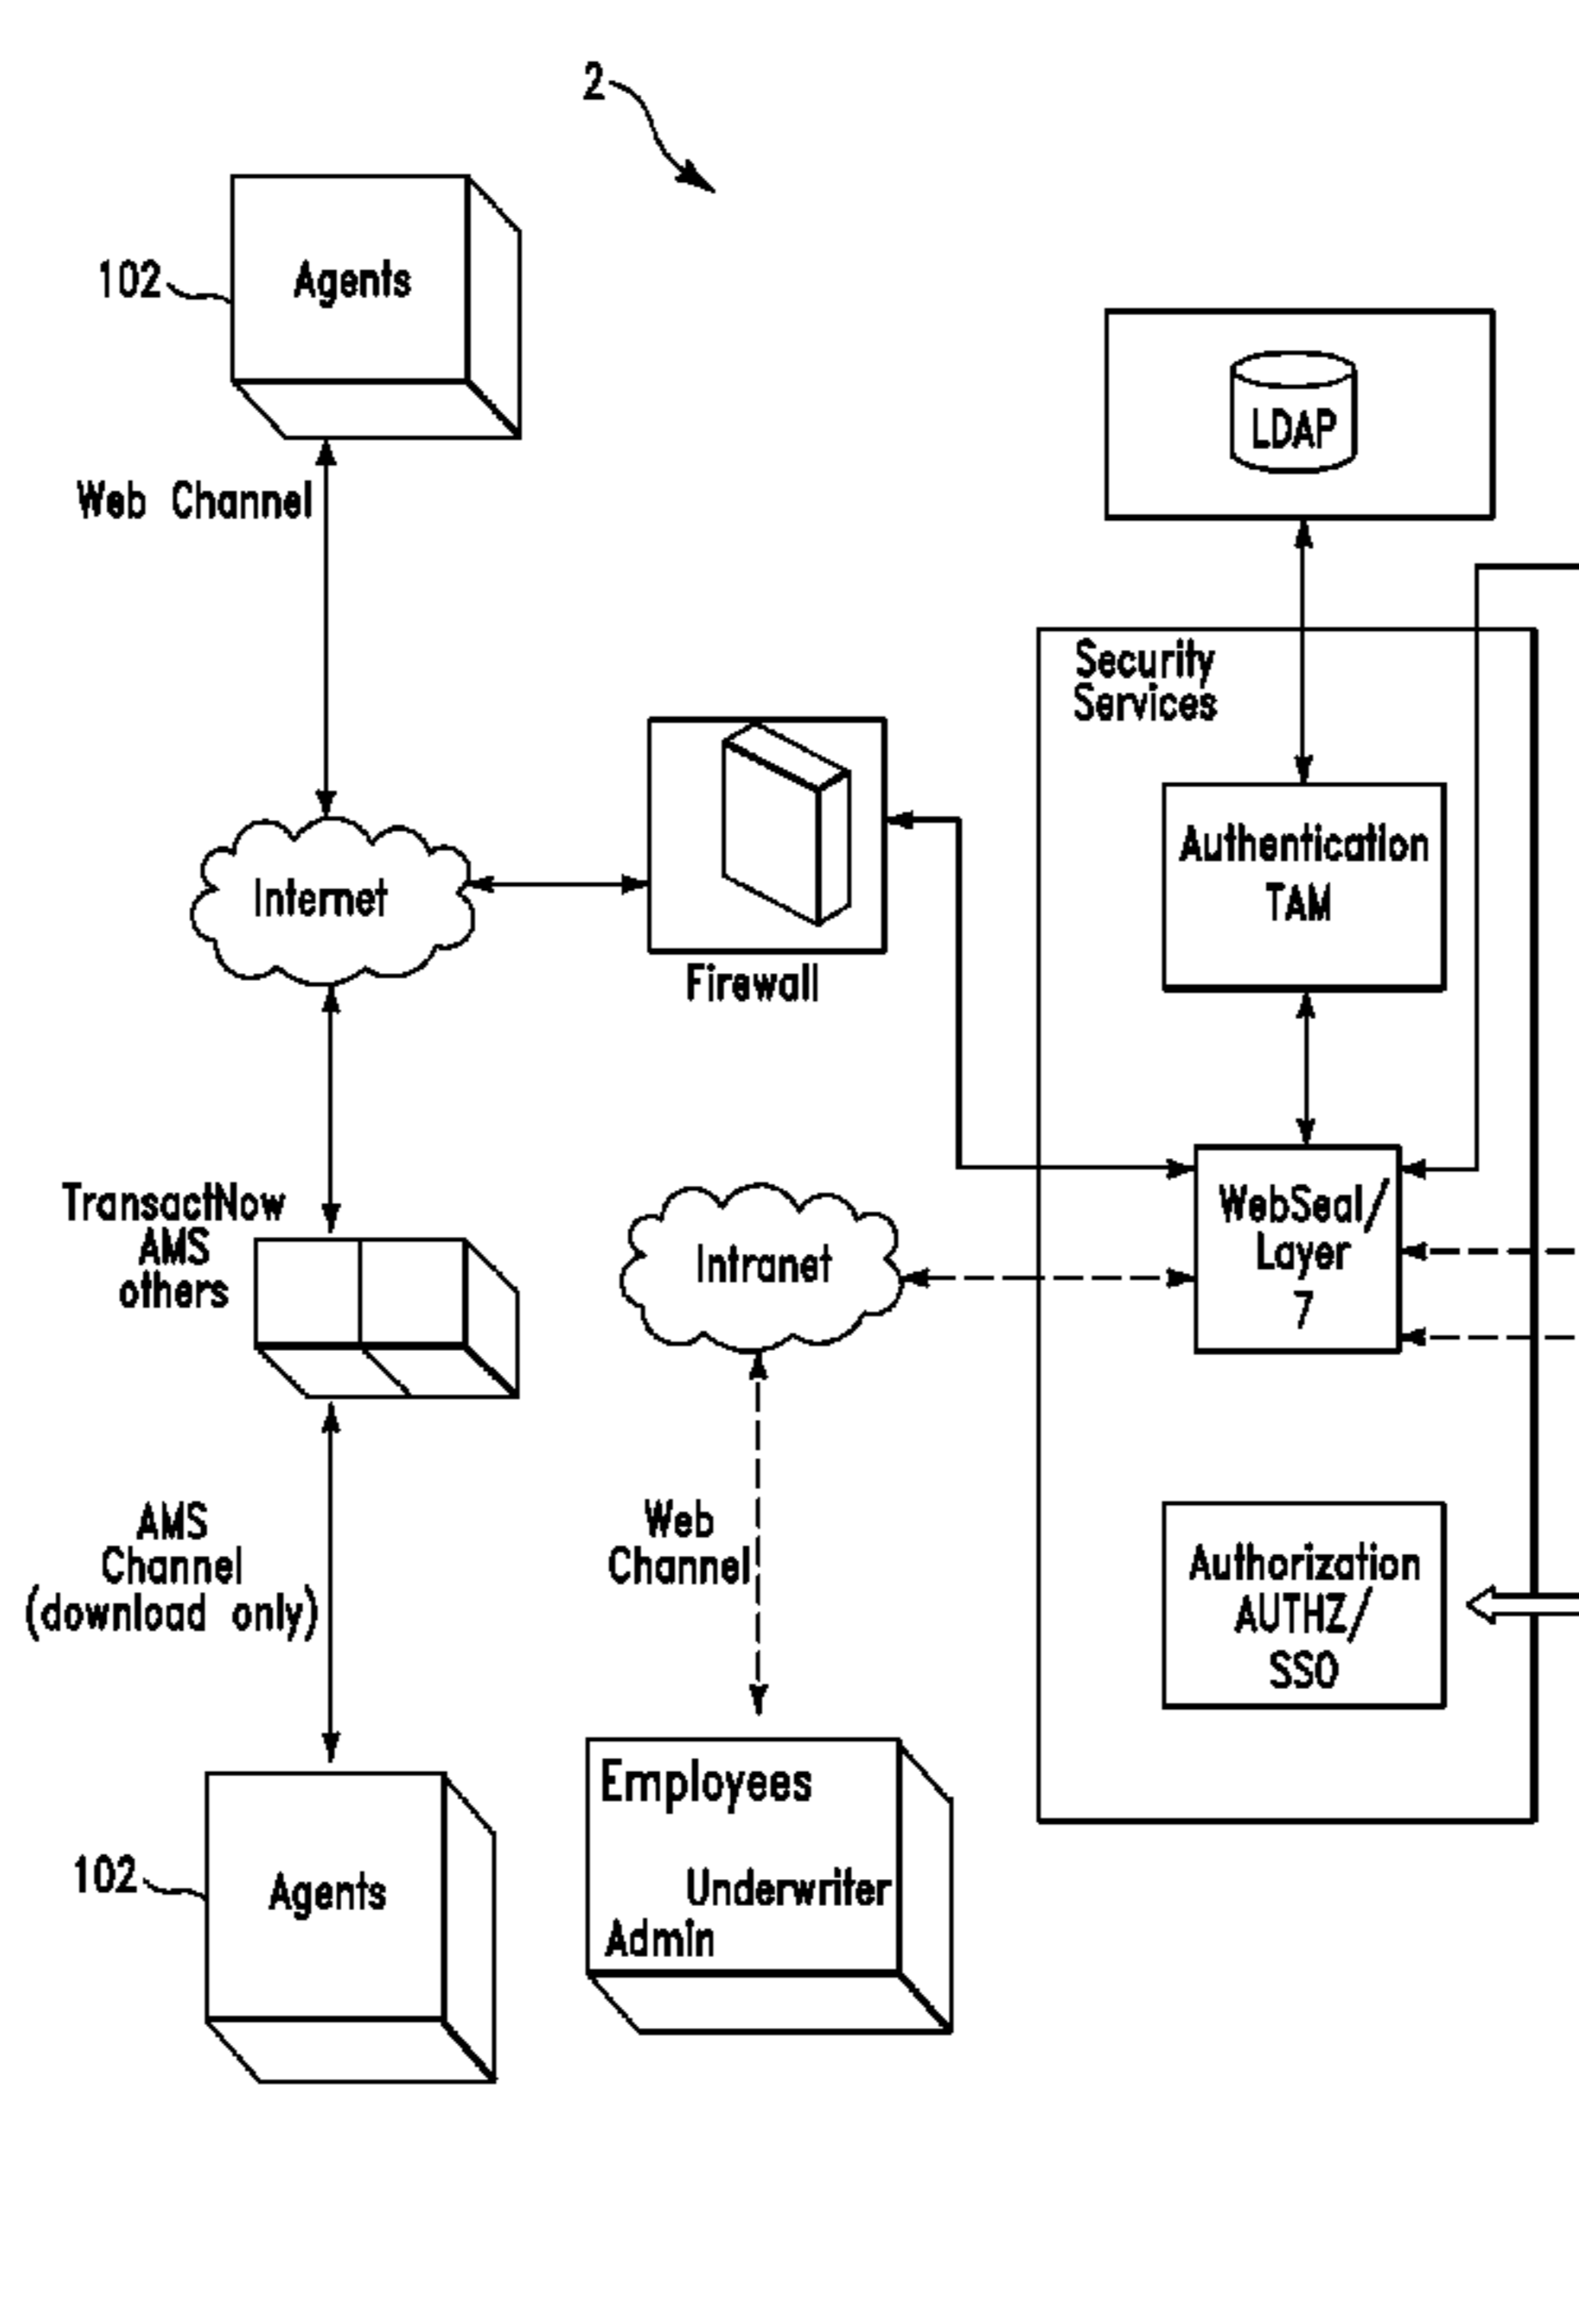 2
102
Agents
Web Channel
LDAP
Security
Services
Authentication
TAM
Internet
Firewall
TransactNow
AMS
others
Intranet
WebSeal/
Layer
7
AMS
Channel
(download only)
Web
Channel
Authorization
AUTHZ/
SSO
102
Agents
Employees
Underwriter
Admin